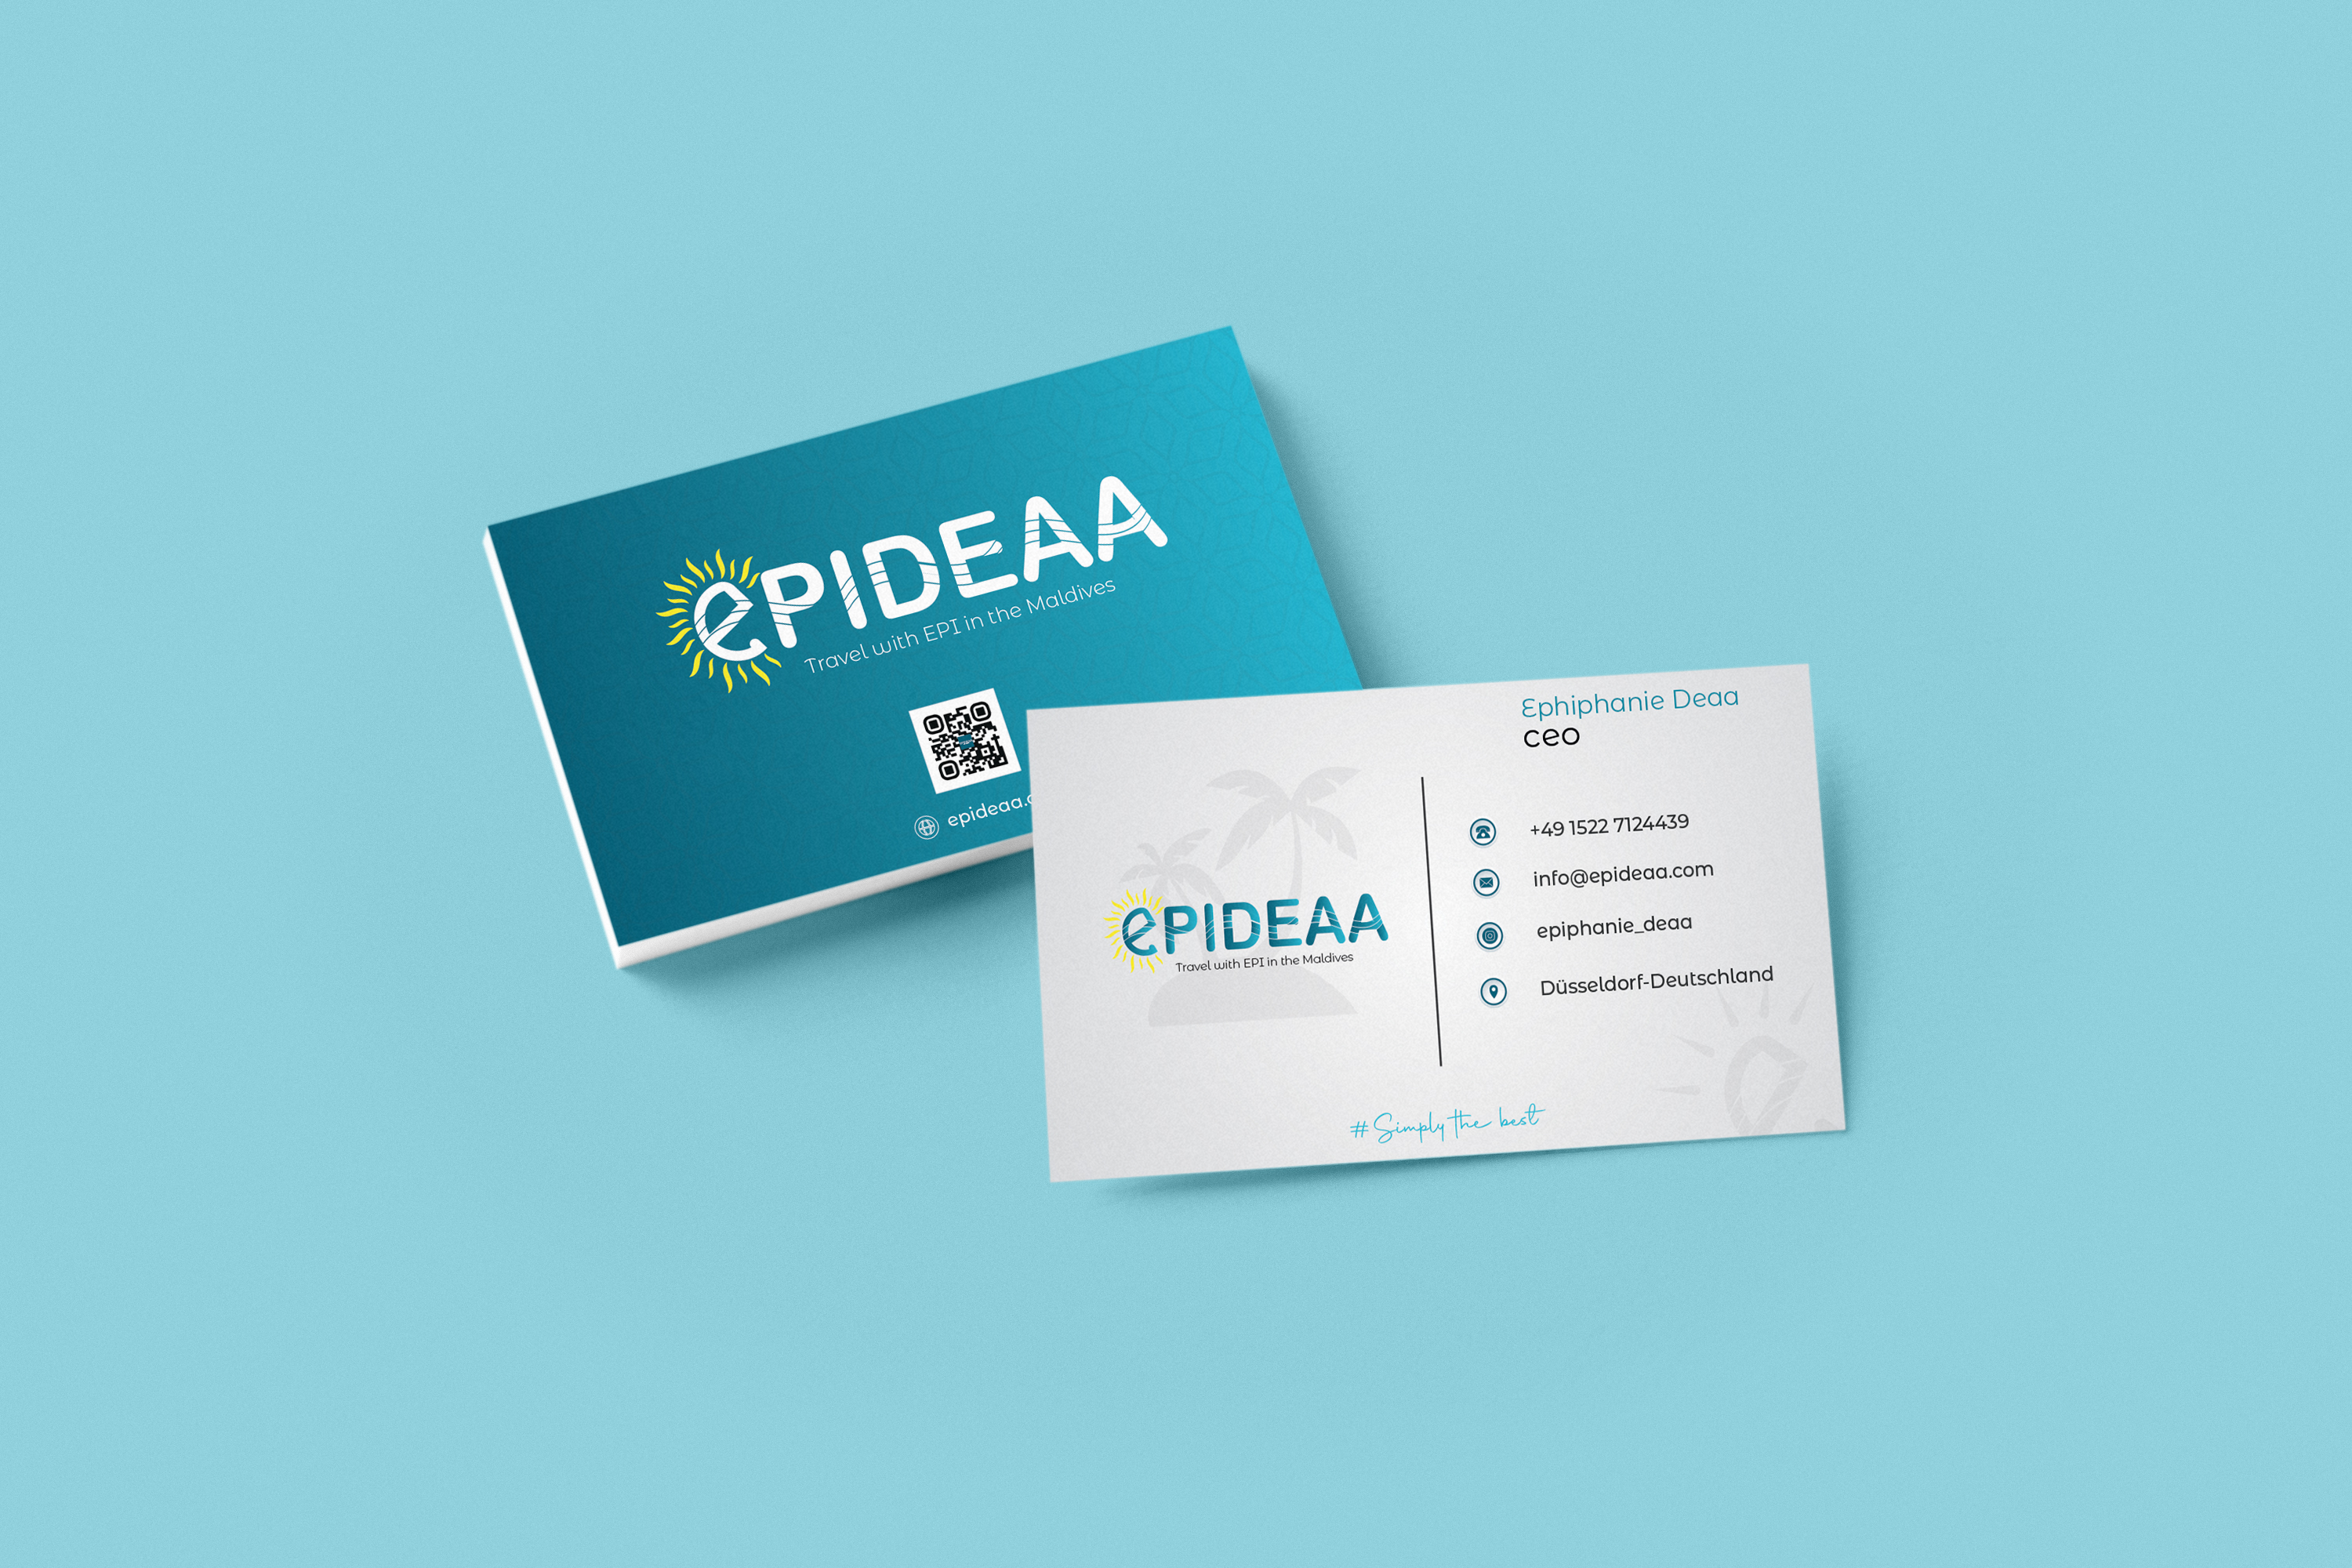 ePIDEAA
Travel with EPI in the Maldives
epideaa.c
Ephiphanie Deaa
ceo
+49 1522 7124439
info@epideaa.com
epiphanie_deaa
Düsseldorf-Deutschland
ePIDEAA
Travel with EPI in the Maldives
#Simply the best